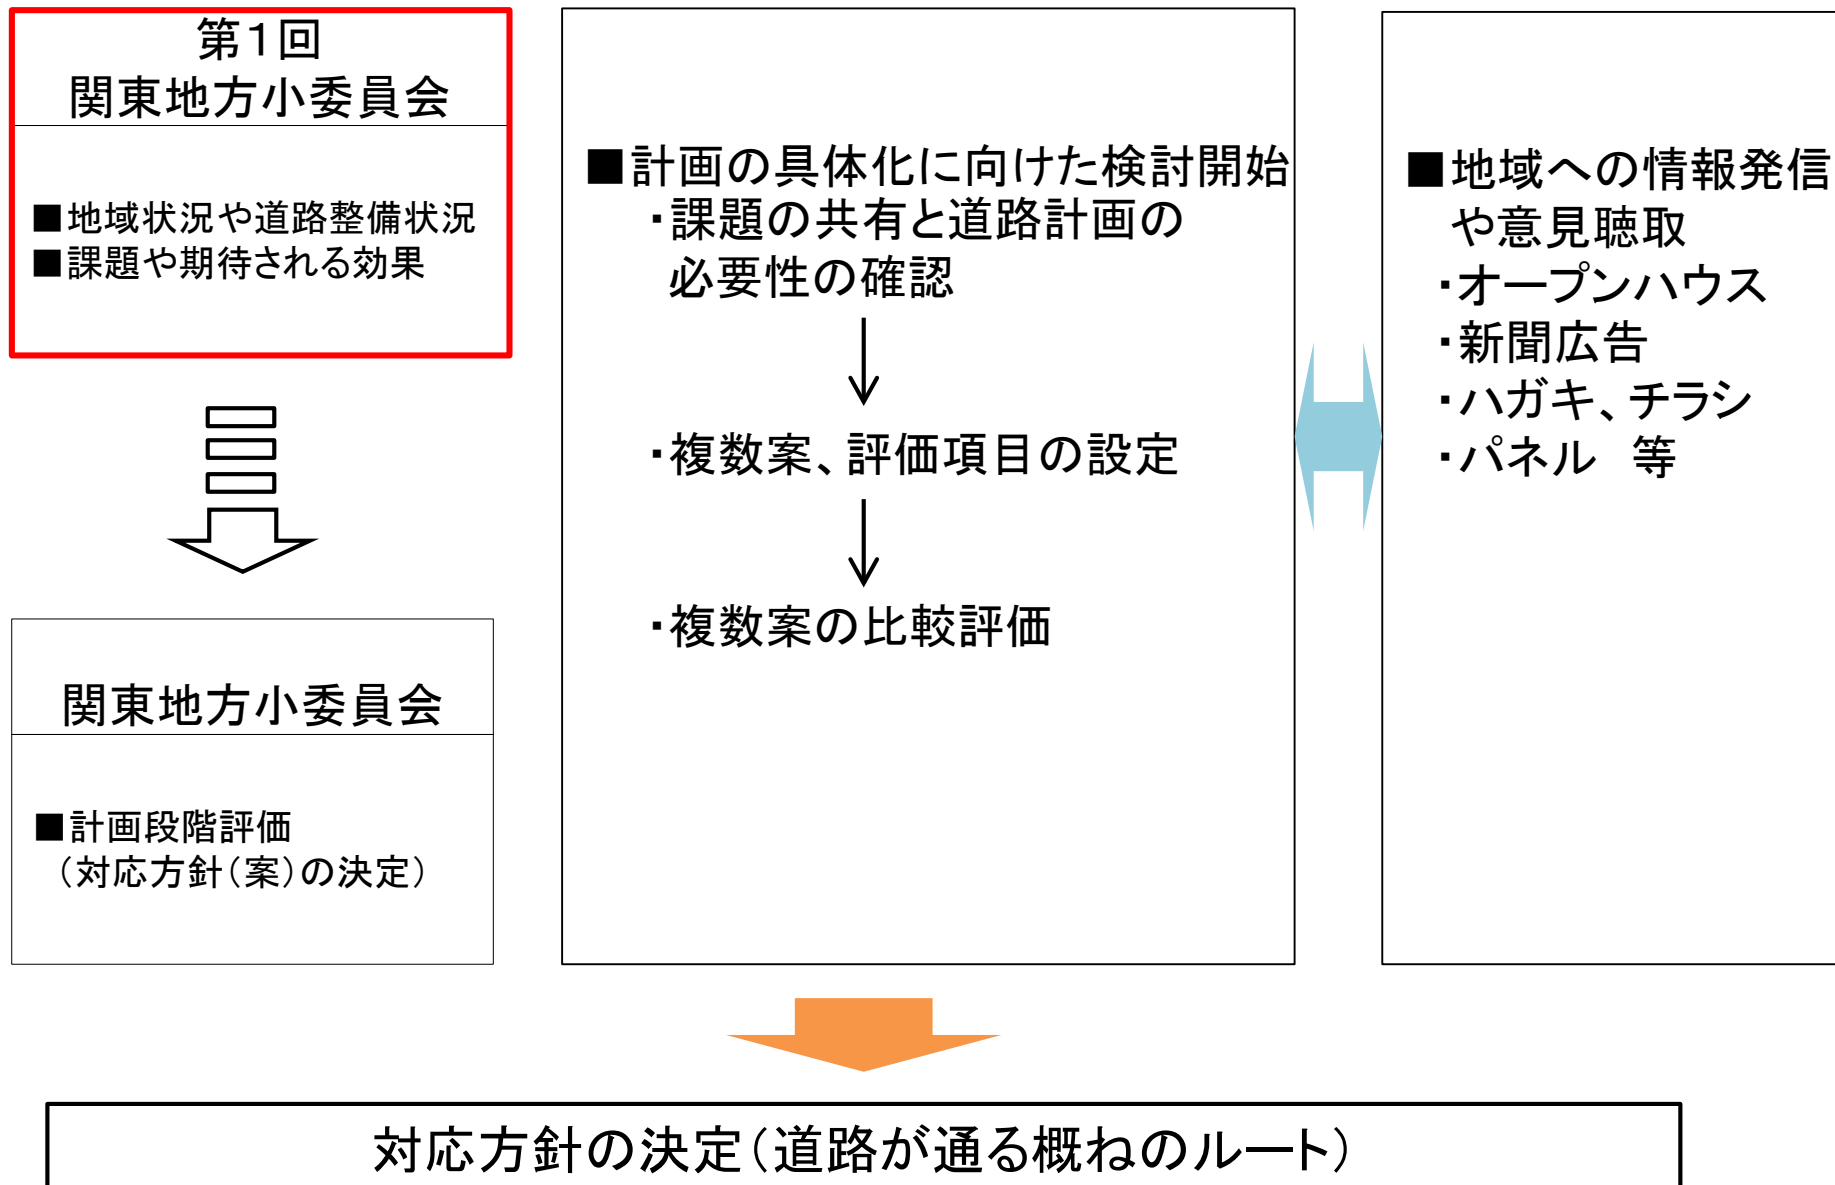 第1回
関東地方小委員会
■地域状況や道路整備状況
■課題や期待される効果
関東地方小委員会
■計画段階評価
(対応方針(案)の決定)
■計画の具体化に向けた検討開始
・課題の共有と道路計画の
必要性の確認
・複数案、評価項目の設定
・複数案の比較評価
■地域への情報発信
や意見聴取
・オープンハウス
・新聞広告
・ハガキ、チラシ
・パネル 等
対応方針の決定(道路が通る概ねのルート)